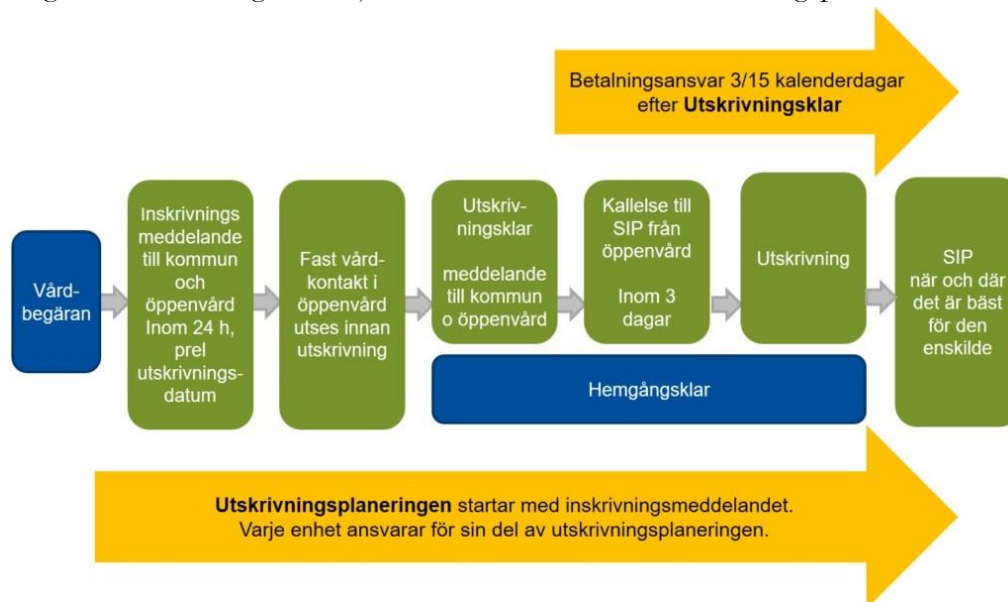 Betalningsansvar 3/15 kalenderdagar
efter Utskrivningsklar
Vård-
begäran
Inskrivnings
meddelande
till kommun
och
öppenvård
Inom 24 h,
prel
utskrivnings-
datum
Fast vård-
kontakt i
öppenvård
utses innan
utskrivning
Utskriv-
ningsklar
meddelande
till kommun
o öppenvård
Kallelse till
SIP från
öppenvård
Inom 3
dagar
Utskrivning
SIP
när och där
det är bäst
för den
enskilde
Hemgångsklar
Utskrivningsplaneringen startar med inskrivningsmeddelandet.
Varje enhet ansvarar för sin del av utskrivningsplaneringen.